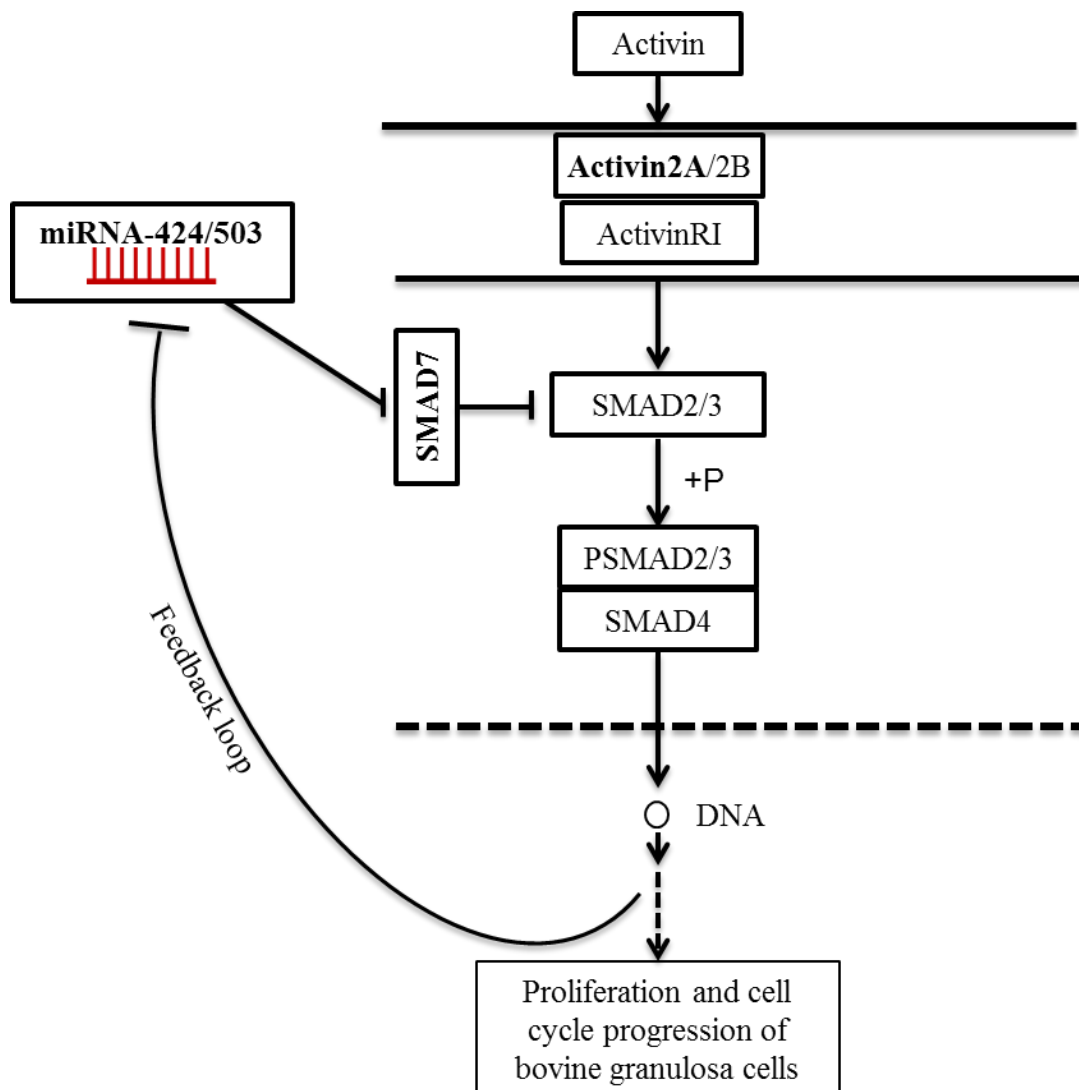 Activin
Activin2A/2B
ActivinRI
miRNA-424/503
SMAD7
SMAD2/3
+P
PSMAD2/3
SMAD4
Feedback loop
DNA
Proliferation and cell
cycle progression of
bovine granulosa cells